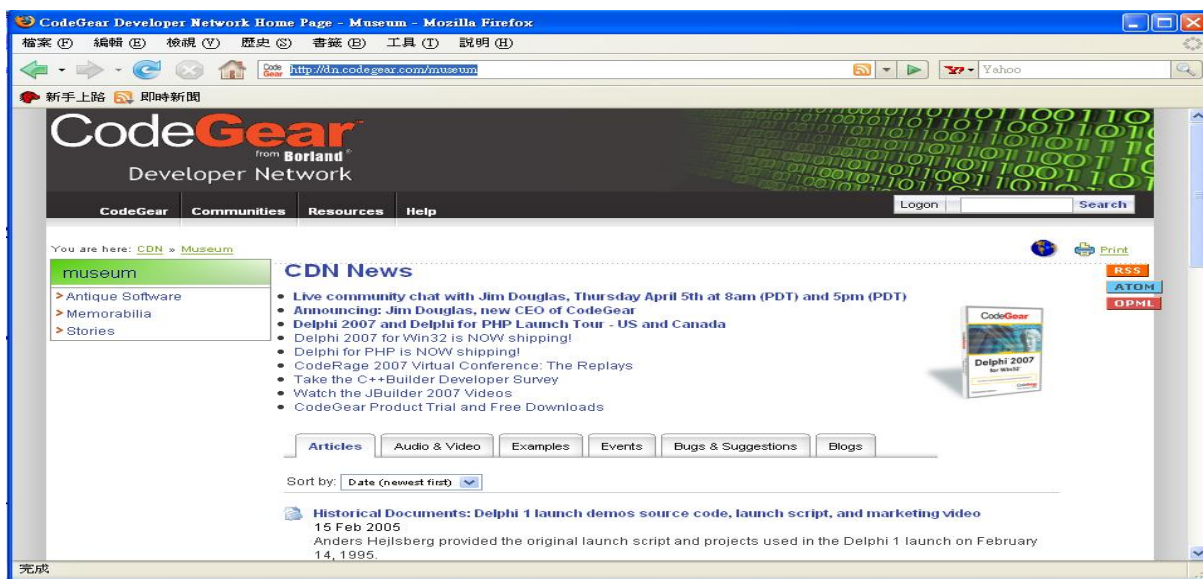 CodeGear Developer Network Home Page - Museum - Mozilla Firefox
檔案(F) 編輯(E) 檢視(V) 歷史(S) 書籤(B) 工具(T) 說明(H)
Code Gear http://dn.codegear.com/museum Yahoo
新手上路 即時新聞
CodeGear
from Borland
Developer Network
CodeGear Communities Resources Help Logon Search
You are here: CDN » Museum Print
museum
Antique Software
Memorabilia
Stories
CDN News
RSS
ATOM
OPML
• Live community chat with Jim Douglas, Thursday April 5th at 8am (PDT) and 5pm (PDT)
• Announcing: Jim Douglas, new CEO of CodeGear
• Delphi 2007 and Delphi for PHP Launch Tour - US and Canada
• Delphi 2007 for Win32 is NOW shipping!
• Delphi for PHP is NOW shipping!
• CodeRage 2007 Virtual Conference: The Replays
• Take the C++Builder Developer Survey
• Watch the JBuilder 2007 Videos
• CodeGear Product Trial and Free Downloads
CodeGear
Delphi 2007
for Win32
Articles Audio & Video Examples Events Bugs & Suggestions Blogs
Sort by: Date (newest first)
Historical Documents: Delphi 1 launch demos source code, launch script, and marketing video
15 Feb 2005
Anders Hejlsberg provided the original launch script and projects used in the Delphi 1 launch on February
14, 1995.
完成